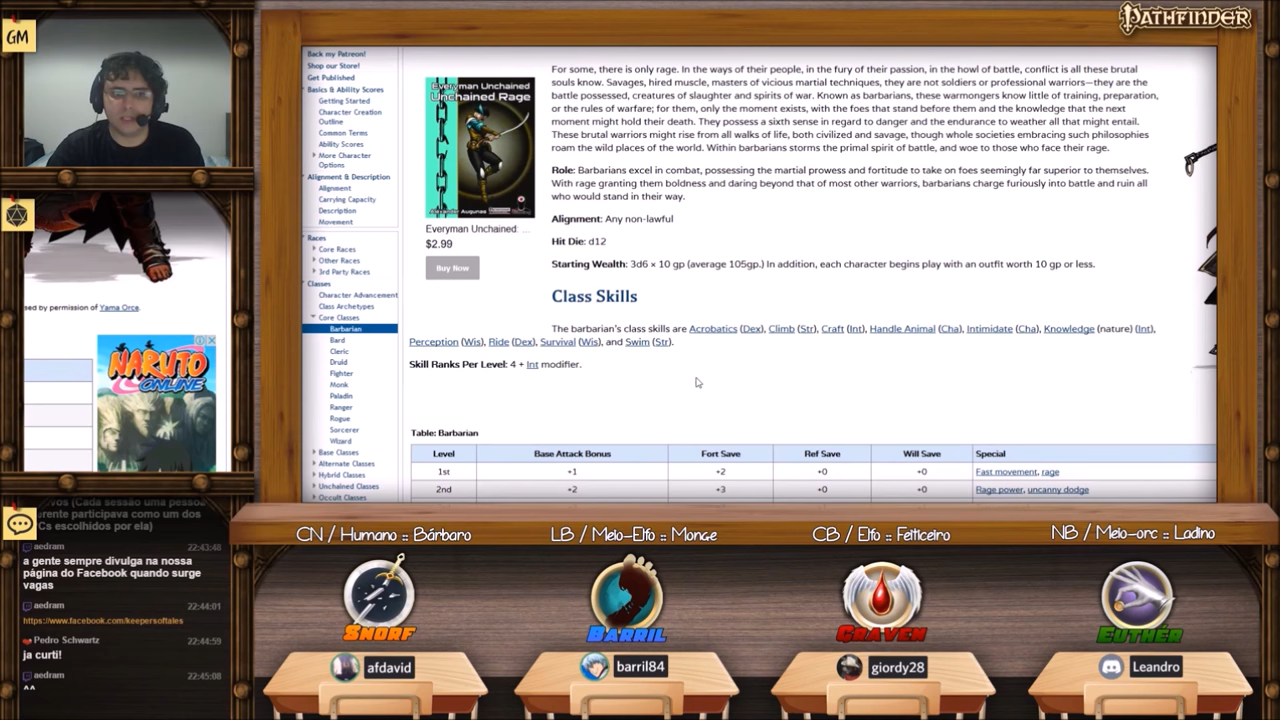 GM
PATHFINDER
Back my Patreon!
Shop our Store!
Get Published
Basics & Ability Scores
Getting Started
Character Creation
Outline
Common Terms
Ability Scores
More Character
Options
Alignment & Description
Alignment
Carrying Capacity
Description
Movement
Races
Core Races
Other Races
3rd Party Races
Classes
Character Advancement
Class Archetypes
Core Classes
Barbarian
Bard
Cleric
Druid
Fighter
Monk
Paladin
Ranger
Rogue
Sorcerer
Wizard
Base Classes
Alternate Classes
Hybrid Classes
Unchained Classes
Occult Classes
Everyman Unchained
Unchained Rage
Everyman Unchained: ...
$2.99
Buy Now
For some, there is only rage. In the ways of their people, in the fury of their passion, in the howl of battle, conflict is all these brutal
souls know. Savages, hired muscle, masters of vicious martial techniques, they are not soldiers or professional warriors—they are the
battle possessed, creatures of slaughter and spirits of war. Known as barbarians, these warmongers know little of training, preparation,
or the rules of warfare; for them, only the moment exists, with the foes that stand before them and the knowledge that the next
moment might hold their death. They possess a sixth sense in regard to danger and the endurance to weather all that might entail.
These brutal warriors might rise from all walks of life, both civilized and savage, though whole societies embracing such philosophies
roam the wild places of the world. Within barbarians storms the primal spirit of battle, and woe to those who face their rage.
Role: Barbarians excel in combat, possessing the martial prowess and fortitude to take on foes seemingly far superior to themselves.
With rage granting them boldness and daring beyond that of most other warriors, barbarians charge furiously into battle and ruin all
who would stand in their way.
Alignment: Any non-lawful
Hit Die: d12
Starting Wealth: 3d6 × 10 gp (average 105gp.) In addition, each character begins play with an outfit worth 10 gp or less.
Class Skills
The barbarian's class skills are Acrobatics (Dex), Climb (Str), Craft (Int), Handle Animal (Cha), Intimidate (Cha), Knowledge (nature) (Int),
Perception (Wis), Ride (Dex), Survival (Wis), and Swim (Str).
Skill Ranks Per Level: 4 + Int modifier.
Table: Barbarian
Level Base Attack Bonus Fort Save Ref Save Will Save Special
1st +1 +2 +0 +0 Fast movement, rage
2nd +2 +3 +0 +0 Rage power, uncanny dodge
sed by permission of Yama Orce.
NARUTO
ONLINE
vos (Cada sessão uma pessoa
erente participava como um dos
Cs escolhidos por ela)
aedram 22:43:48
a gente sempre divulga na nossa
página do Facebook quando surge
vagas
aedram 22:44:01
https://www.facebook.com/keepersoftales
Pedro Schwartz 22:44:59
ja curti!
aedram 22:45:08
^^
CN / Humano :: Bárbaro
LB / Meio-Elfo :: Monge
CB / Elfo :: Feiticeiro
NB / Meio-orc :: Ladino
SNORF
BARRIL
GRAVEN
EUTHÉR
afdavid
barril84
giordy28
Leandro